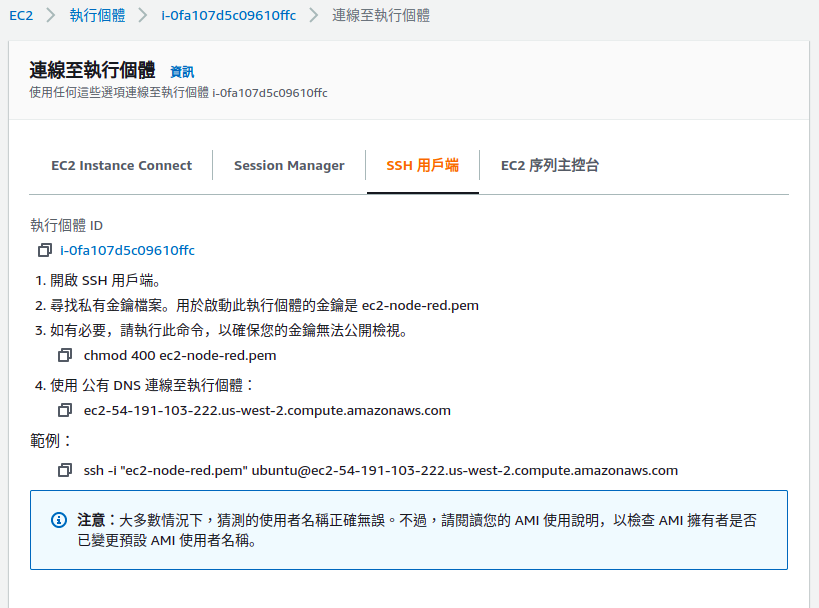 EC2 執行個體 i-0fa107d5c09610ffc 連線至執行個體
連線至執行個體 資訊
使用任何這些選項連線至執行個體 i-0fa107d5c09610ffc
EC2 Instance Connect Session Manager SSH 用戶端 EC2 序列主控台
執行個體 ID
i-0fa107d5c09610ffc
1. 開啟 SSH 用戶端。
2. 尋找私有金鑰檔案。用於啟動此執行個體的金鑰是 ec2-node-red.pem
3. 如有必要，請執行此命令，以確保您的金鑰無法公開檢視。
chmod 400 ec2-node-red.pem
4. 使用 公有 DNS 連線至執行個體：
ec2-54-191-103-222.us-west-2.compute.amazonaws.com
範例：
ssh -i "ec2-node-red.pem" ubuntu@ec2-54-191-103-222.us-west-2.compute.amazonaws.com
注意：大多數情況下，猜測的使用者名稱正確無誤。不過，請閱讀您的 AMI 使用說明，以檢查 AMI 擁有者是否
已變更預設 AMI 使用者名稱。